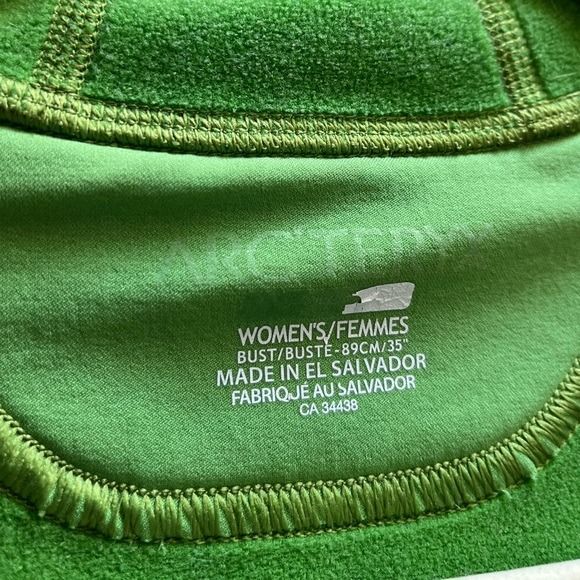 ARC'TERYX
WOMEN'S/FEMMES
BUST/BUSTE-89CM/35"
MADE IN EL SALVADOR
FABRIQUÉ AU SALVADOR
CA 34438